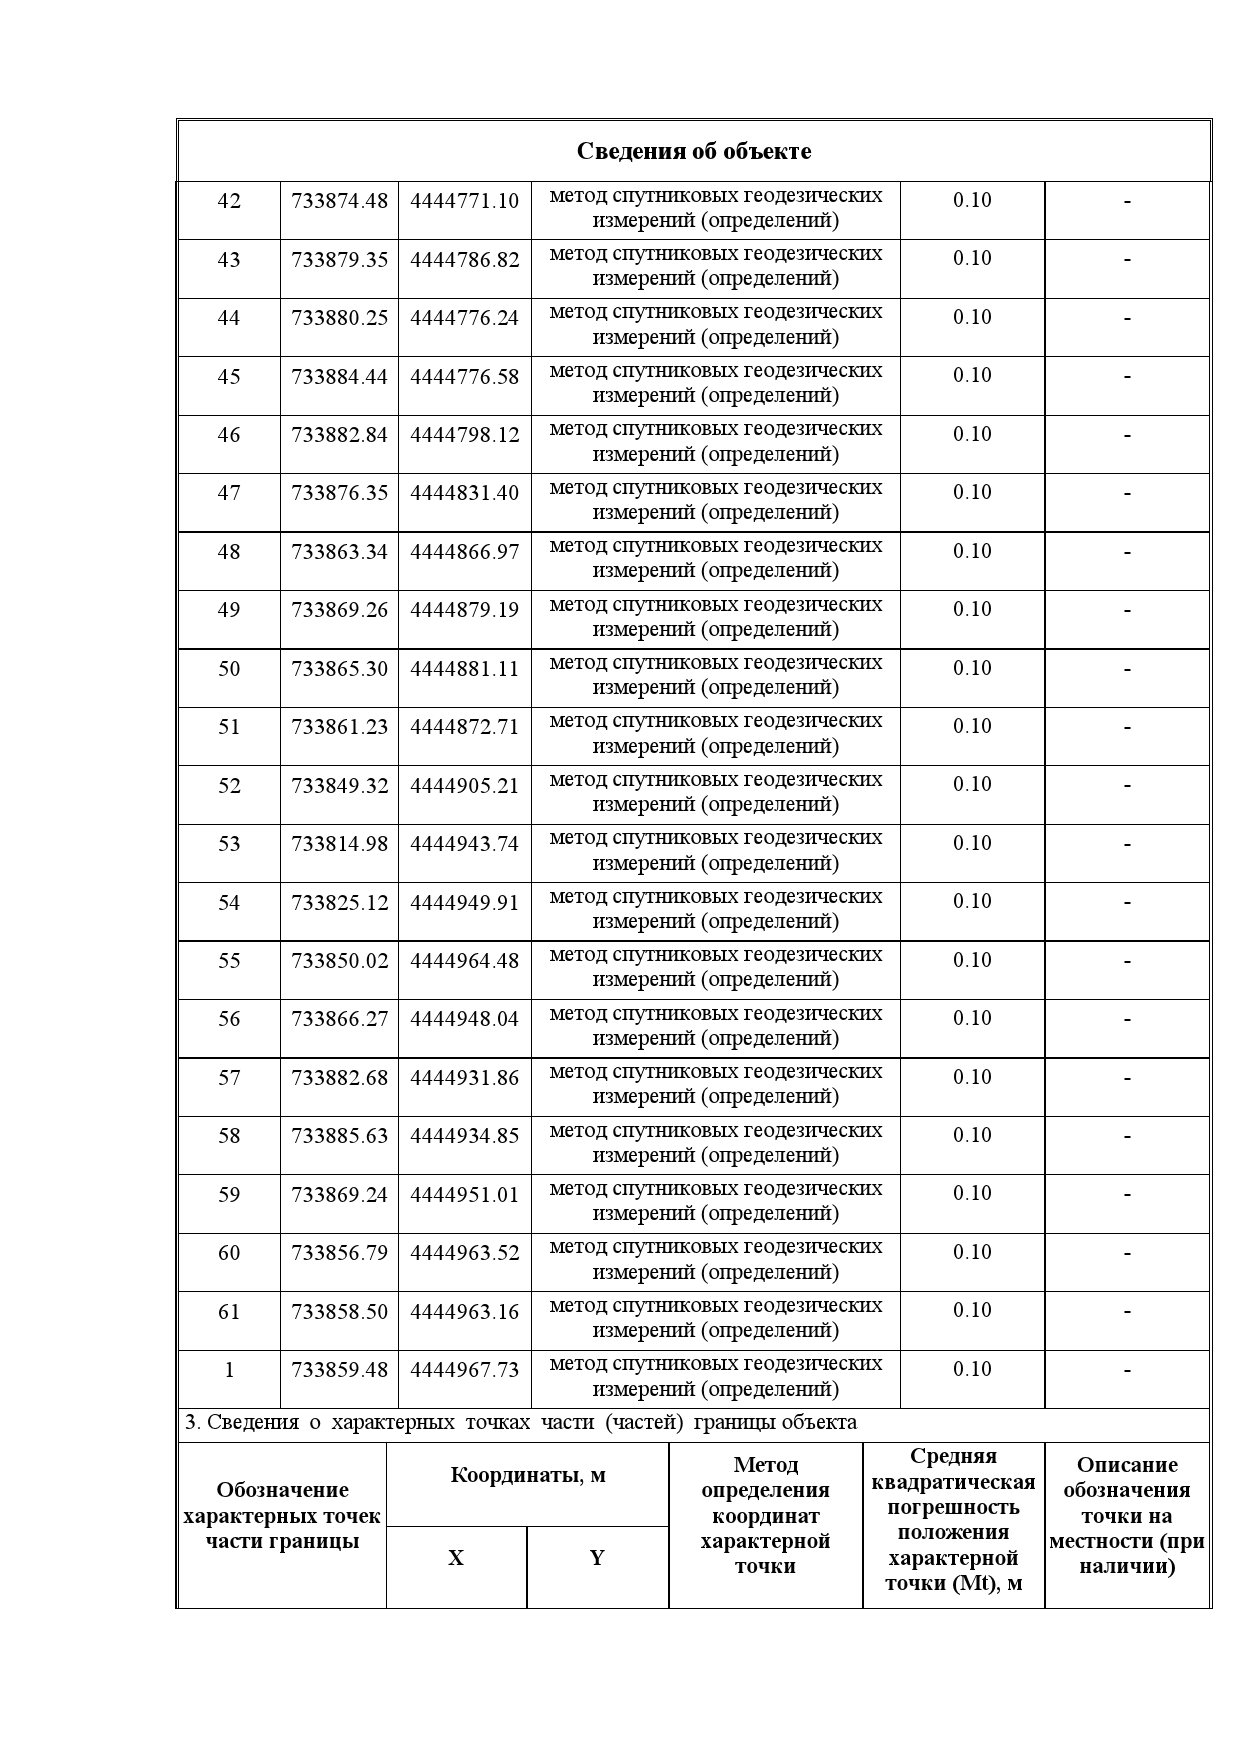 Сведения об объекте
42 733874.48 4444771.10 метод спутниковых геодезических измерений (определений) 0.10 -
43 733879.35 4444786.82 метод спутниковых геодезических измерений (определений) 0.10 -
44 733880.25 4444776.24 метод спутниковых геодезических измерений (определений) 0.10 -
45 733884.44 4444776.58 метод спутниковых геодезических измерений (определений) 0.10 -
46 733882.84 4444798.12 метод спутниковых геодезических измерений (определений) 0.10 -
47 733876.35 4444831.40 метод спутниковых геодезических измерений (определений) 0.10 -
48 733863.34 4444866.97 метод спутниковых геодезических измерений (определений) 0.10 -
49 733869.26 4444879.19 метод спутниковых геодезических измерений (определений) 0.10 -
50 733865.30 4444881.11 метод спутниковых геодезических измерений (определений) 0.10 -
51 733861.23 4444872.71 метод спутниковых геодезических измерений (определений) 0.10 -
52 733849.32 4444905.21 метод спутниковых геодезических измерений (определений) 0.10 -
53 733814.98 4444943.74 метод спутниковых геодезических измерений (определений) 0.10 -
54 733825.12 4444949.91 метод спутниковых геодезических измерений (определений) 0.10 -
55 733850.02 4444964.48 метод спутниковых геодезических измерений (определений) 0.10 -
56 733866.27 4444948.04 метод спутниковых геодезических измерений (определений) 0.10 -
57 733882.68 4444931.86 метод спутниковых геодезических измерений (определений) 0.10 -
58 733885.63 4444934.85 метод спутниковых геодезических измерений (определений) 0.10 -
59 733869.24 4444951.01 метод спутниковых геодезических измерений (определений) 0.10 -
60 733856.79 4444963.52 метод спутниковых геодезических измерений (определений) 0.10 -
61 733858.50 4444963.16 метод спутниковых геодезических измерений (определений) 0.10 -
1 733859.48 4444967.73 метод спутниковых геодезических измерений (определений) 0.10 -
3. Сведения о характерных точках части (частей) границы объекта
Обозначение
характерных точек
части границы
Координаты, м
X Y
Метод
определения
координат
характерной
точки
Средняя
квадратическая
погрешность
положения
характерной
точки (Mt), м
Описание
обозначения
точки на
местности (при
наличии)